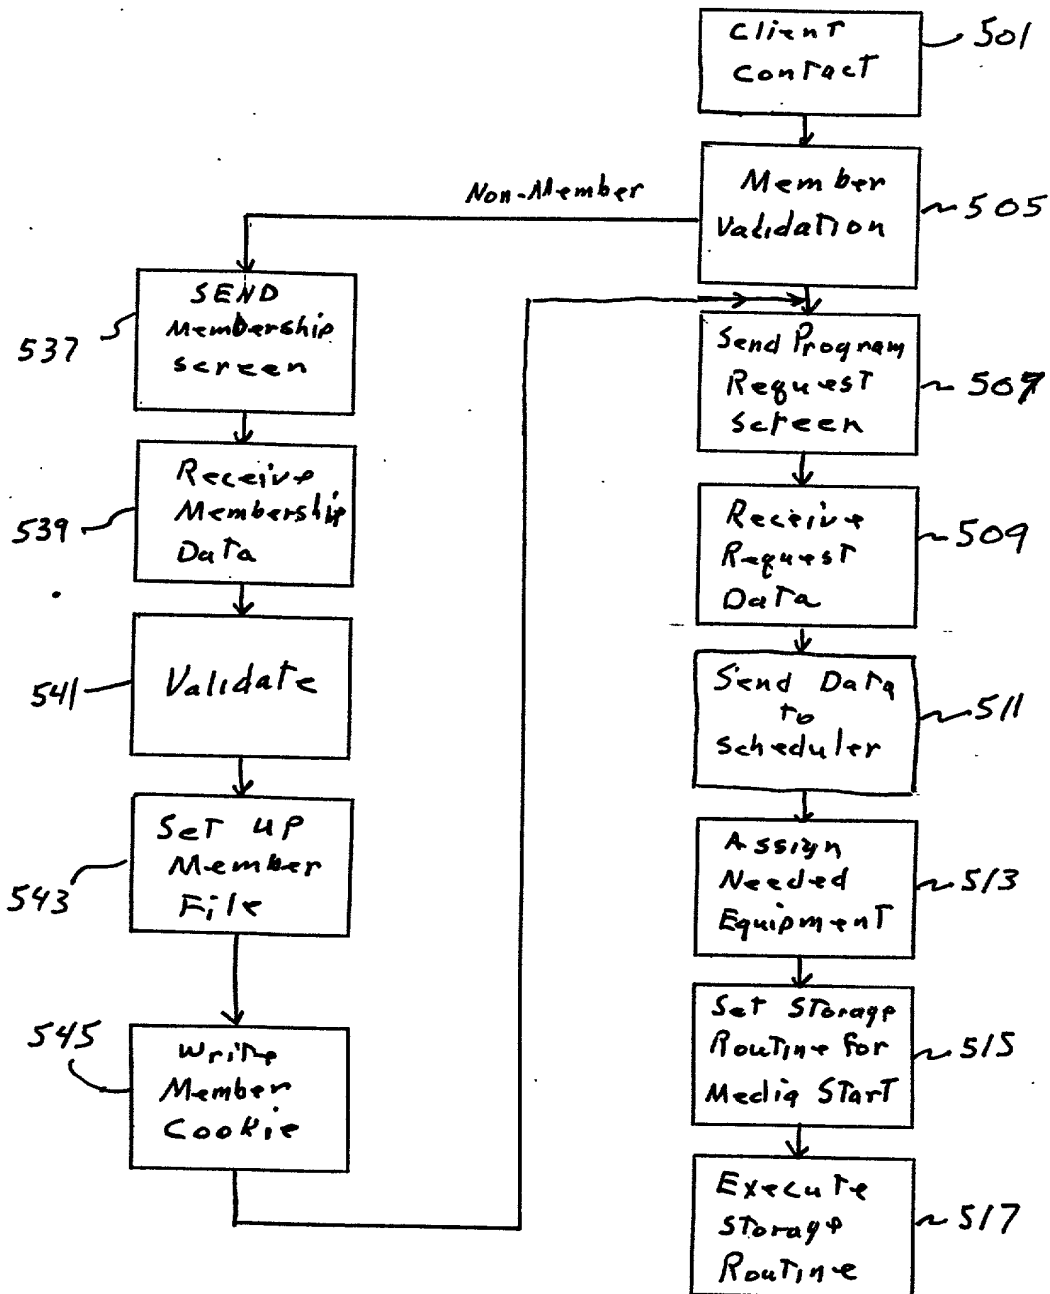 Client
Contact
501
Member
Validation
505
Non-Member
SEND
Membership
Screen
537
Send Program
Request
Screen
507
Receive
Membership
Data
539
Receive
Request
Data
509
Validate
541
Send Data
to
Scheduler
511
Set up
Member
File
543
Assign
Needed
Equipment
513
Set Storage
Routine for
Media Start
515
Write
Member
Cookie
545
Execute
Storage
Routine
517